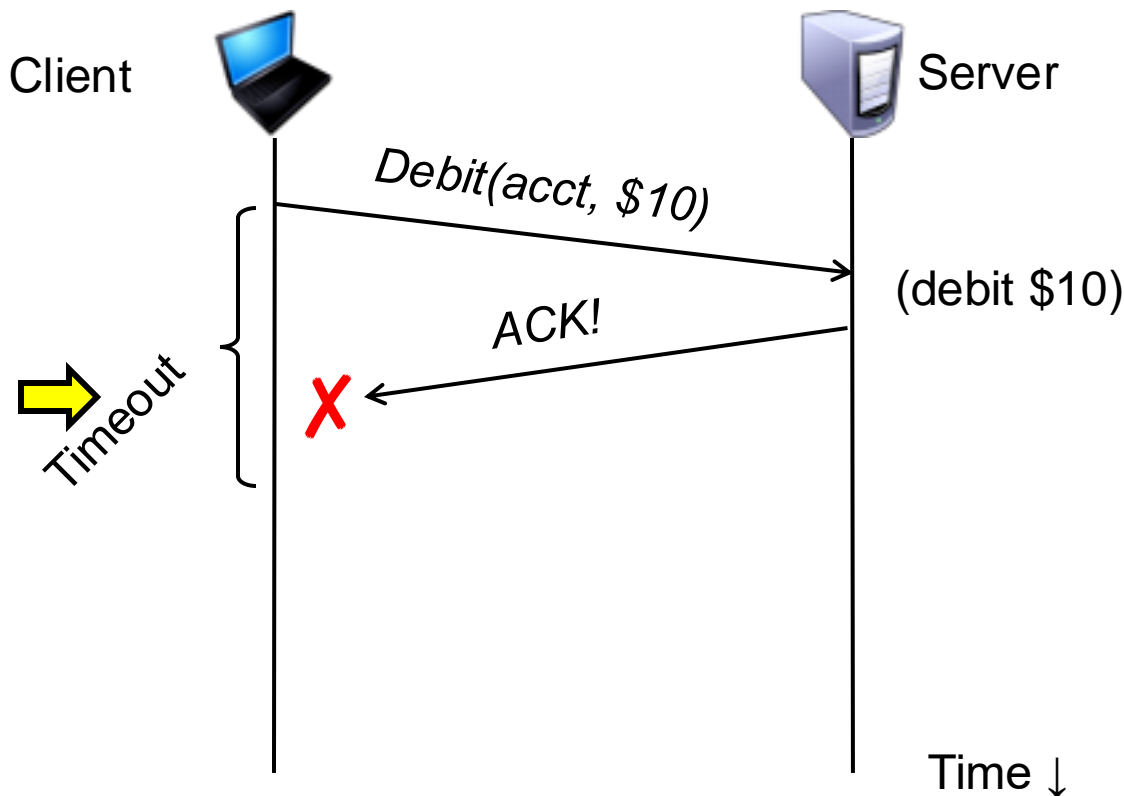 Client
Server
Debit(acct, $10)
(debit $10)
ACK!
Timeout
Time ↓